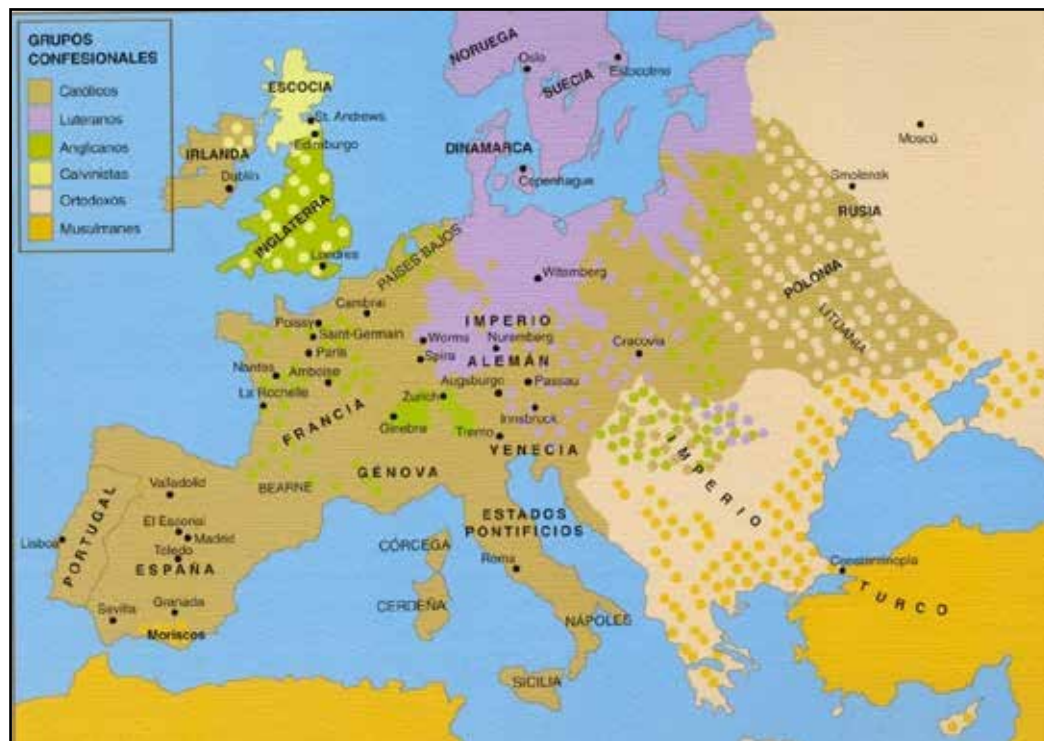 GRUPOS
CONFESIONALES
Católicos
Luteranos
Anglicanos
Calvinistas
Ortodoxos
Musulmanes
NORUEGA
Oslo
SUECIA
Estocolmo
ESCOCIA
St. Andrews
Edimburgo
IRLANDA
Dublín
DINAMARCA
Copenhague
Moscú
Smolensk
RUSIA
INGLATERRA
Londres
PAÍSES BAJOS
Witemberg
POLONIA
LITUANIA
Cambrai
Poissy
Saint-Germain
París
IMPERIO
ALEMÁN
Worms
Nuremberg
Spira
Cracovia
Nantes
Amboise
Augsburgo
Passau
La Rochelle
Zurich
Innsbruck
FRANCIA
Ginebra
Trento
VENECIA
IMPERIO
GÉNOVA
BEARNE
Valladolid
ESTADOS
PONTIFICIOS
PORTUGAL
El Escorial
Madrid
CÓRCEGA
Lisboa
Toledo
ESPAÑA
Roma
Constantinopla
TURCO
CERDEÑA
NÁPOLES
Sevilla
Granada
Moriscos
SICILIA